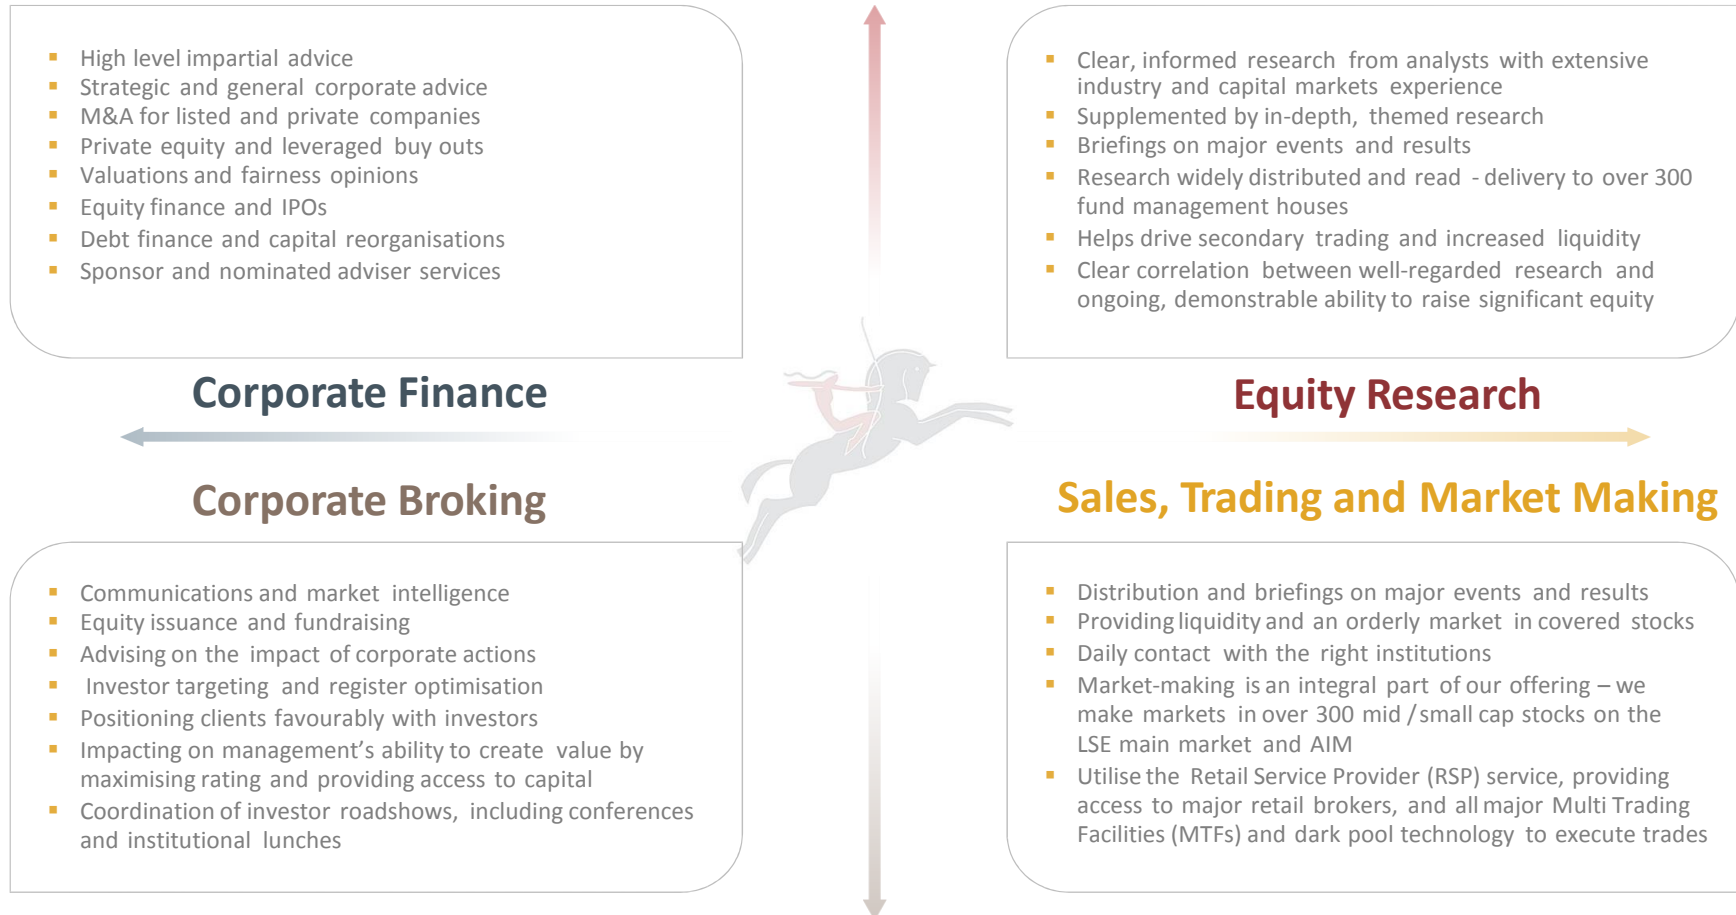 ▪ High level impartial advice
▪ Strategic and general corporate advice
▪ M&A for listed and private companies
▪ Private equity and leveraged buy outs
▪ Valuations and fairness opinions
▪ Equity finance and IPOs
▪ Debt finance and capital reorganisations
▪ Sponsor and nominated adviser services
Corporate Finance
▪ Clear, informed research from analysts with extensive
industry and capital markets experience
▪ Supplemented by in-depth, themed research
▪ Briefings on major events and results
▪ Research widely distributed and read - delivery to over 300
fund management houses
▪ Helps drive secondary trading and increased liquidity
▪ Clear correlation between well-regarded research and
ongoing, demonstrable ability to raise significant equity
Equity Research
Corporate Broking
▪ Communications and market intelligence
▪ Equity issuance and fundraising
▪ Advising on the impact of corporate actions
▪ Investor targeting and register optimisation
▪ Positioning clients favourably with investors
▪ Impacting on management’s ability to create value by
maximising rating and providing access to capital
▪ Coordination of investor roadshows, including conferences
and institutional lunches
Sales, Trading and Market Making
▪ Distribution and briefings on major events and results
▪ Providing liquidity and an orderly market in covered stocks
▪ Daily contact with the right institutions
▪ Market-making is an integral part of our offering – we
make markets in over 300 mid / small cap stocks on the
LSE main market and AIM
▪ Utilise the Retail Service Provider (RSP) service, providing
access to major retail brokers, and all major Multi Trading
Facilities (MTFs) and dark pool technology to execute trades